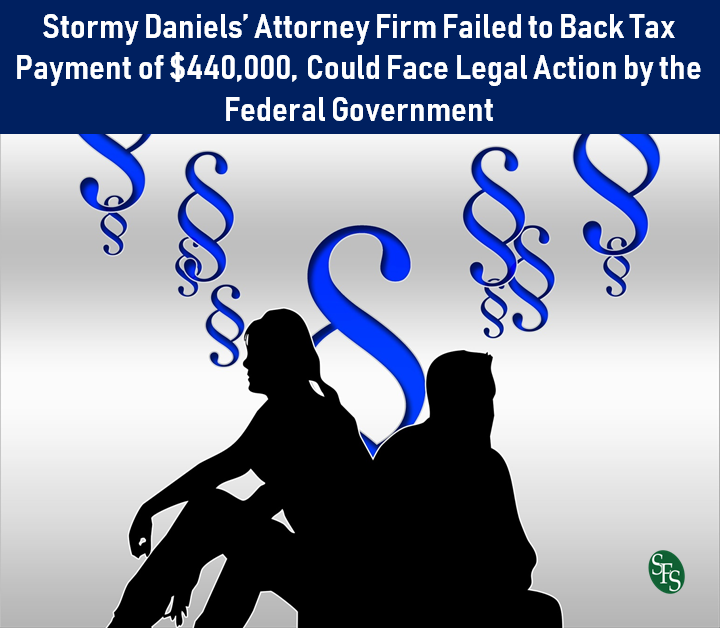 Stormy Daniels’ Attorney Firm Failed to Back Tax
Payment of $440,000, Could Face Legal Action by the
Federal Government
SFS